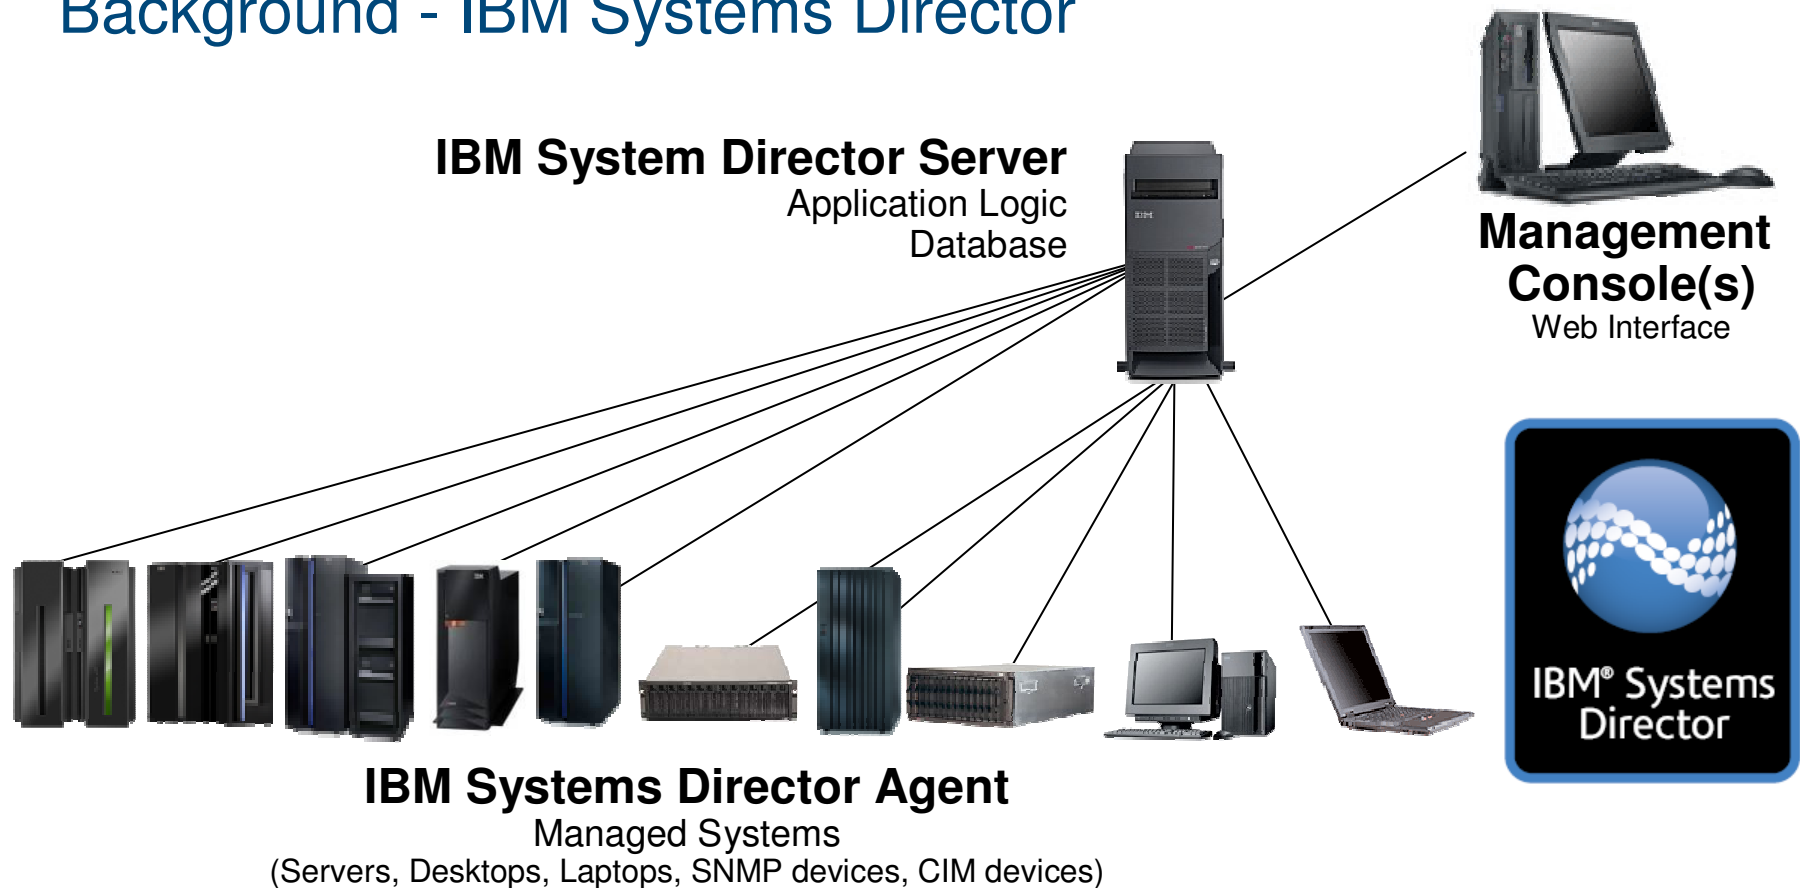 Background - IBM Systems Director
IBM System Director Server
Application Logic
Database
Management
Console(s)
Web Interface
IBM® Systems
Director
IBM Systems Director Agent
Managed Systems
(Servers, Desktops, Laptops, SNMP devices, CIM devices)